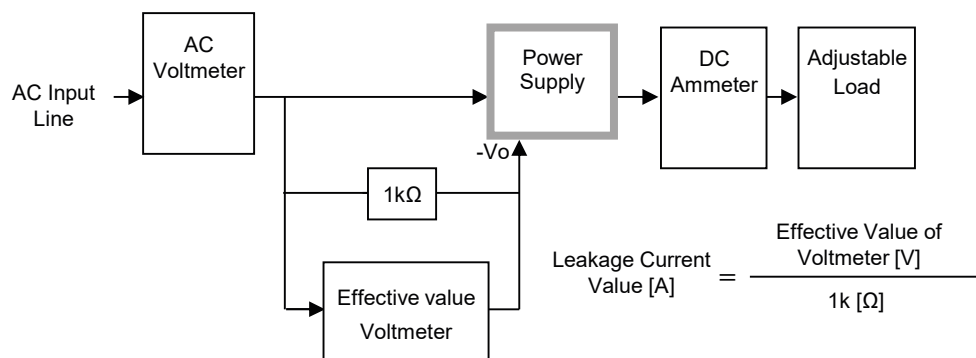 AC
Voltmeter
AC Input
Line
Power
Supply
DC
Ammeter
Adjustable
Load
-Vo
1kΩ
Effective value
Voltmeter
Leakage Current
Value [A]
=
Effective Value of
Voltmeter [V]
1k [Ω]